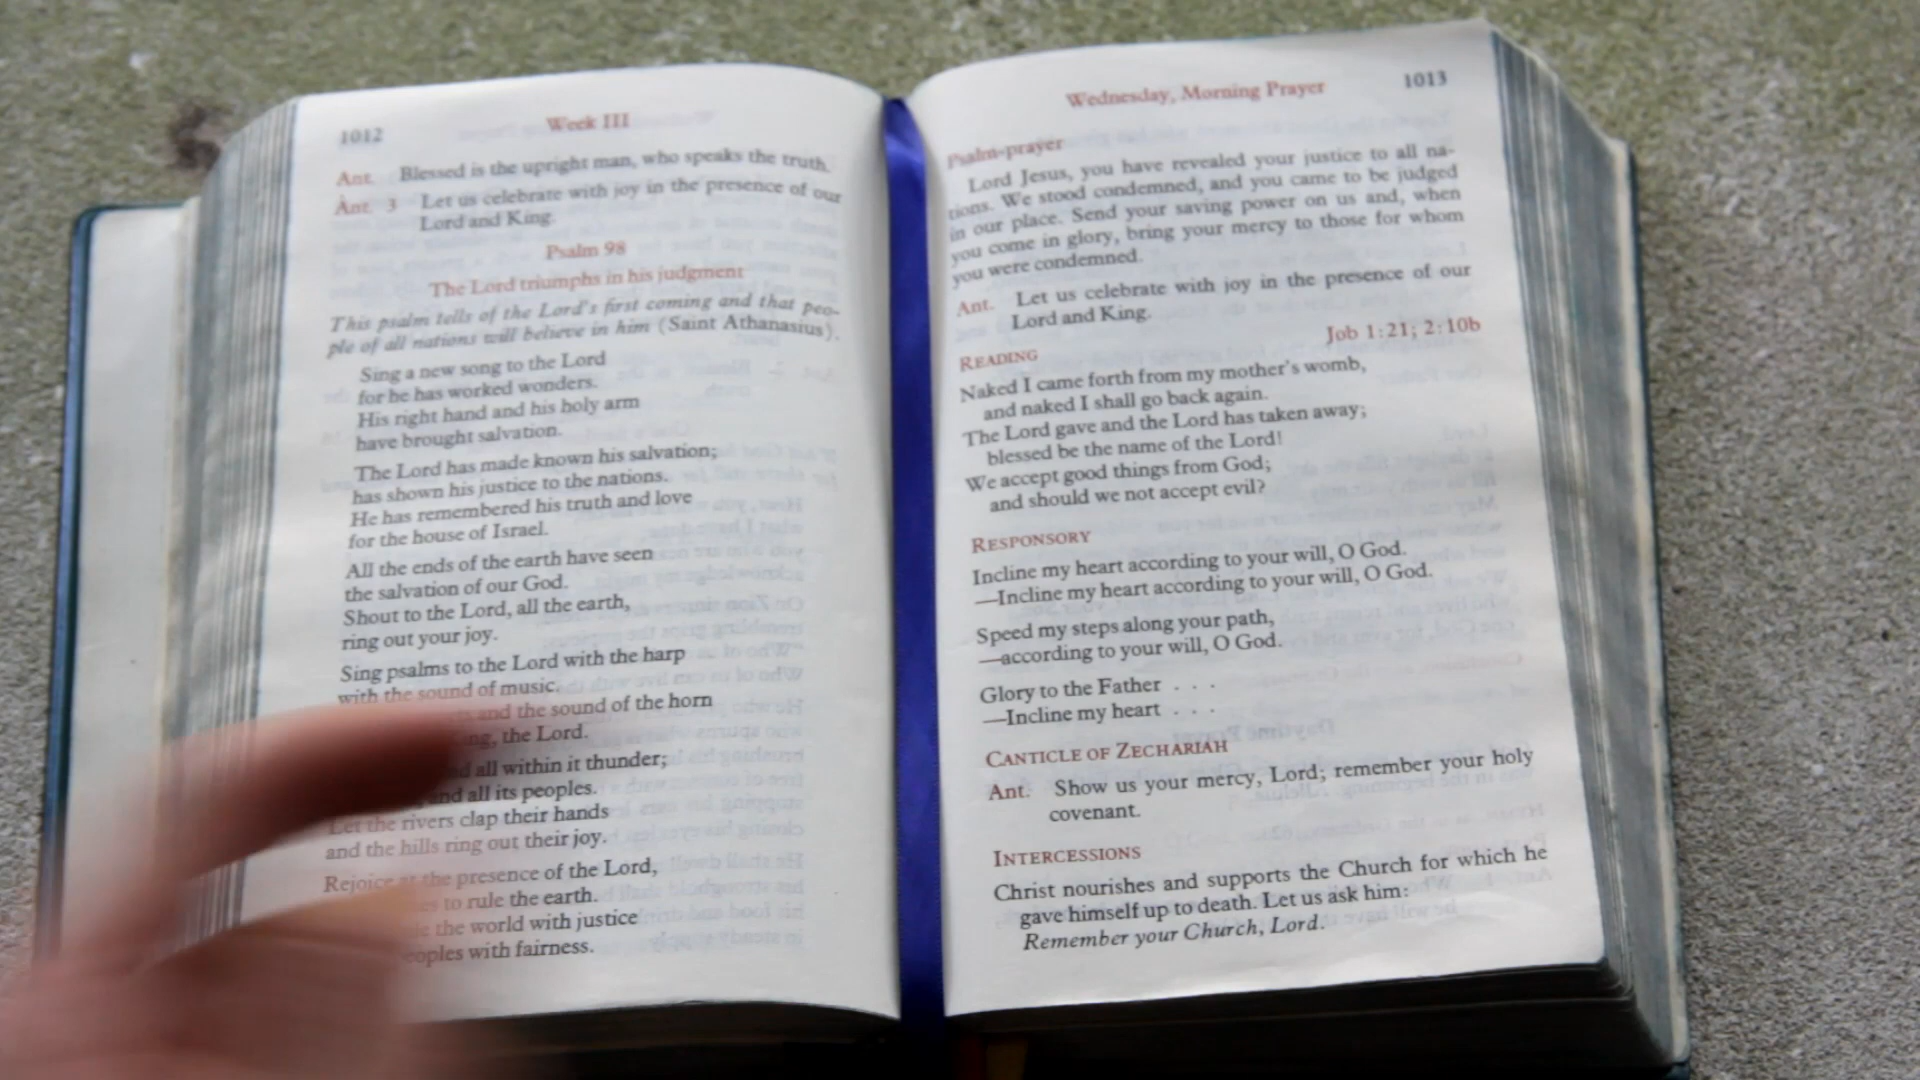 1012
Week III
Ant. Blessed is the upright man, who speaks the truth.
Ant. 3 Let us celebrate with joy in the presence of our
Lord and King.
Psalm 98
The Lord triumphs in his judgment
This psalm tells of the Lord's first coming and that peo-
ple of all nations will believe in him (Saint Athanasius).
Sing a new song to the Lord
for he has worked wonders.
His right hand and his holy arm
have brought salvation.
The Lord has made known his salvation;
has shown his justice to the nations.
He has remembered his truth and love
for the house of Israel.
All the ends of the earth have seen
the salvation of our God.
Shout to the Lord, all the earth,
ring out your joy.
Sing psalms to the Lord with the harp
with the sound of music.
and the sound of the horn
the Lord.
all within it thunder;
and all its peoples.
Let the rivers clap their hands
and the hills ring out their joy.
Rejoice at the presence of the Lord,
to rule the earth.
the world with justice
with fairness.
Wednesday, Morning Prayer
1013
Psalm-prayer
Lord Jesus, you have revealed your justice to all na-
tions. We stood condemned, and you came to be judged
in our place. Send your saving power on us and, when
you come in glory, bring your mercy to those for whom
you were condemned.
Ant. Let us celebrate with joy in the presence of our
Lord and King.
READING
Job 1:21; 2:10b
Naked I came forth from my mother's womb,
and naked I shall go back again.
The Lord gave and the Lord has taken away;
blessed be the name of the Lord!
We accept good things from God;
and should we not accept evil?
RESPONSORY
Incline my heart according to your will, O God.
—Incline my heart according to your will, O God.
Speed my steps along your path,
—according to your will, O God.
Glory to the Father . . .
—Incline my heart . . .
CANTICLE OF ZECHARIAH
Ant. Show us your mercy, Lord; remember your holy
covenant.
INTERCESSIONS
Christ nourishes and supports the Church for which he
gave himself up to death. Let us ask him:
Remember your Church, Lord.